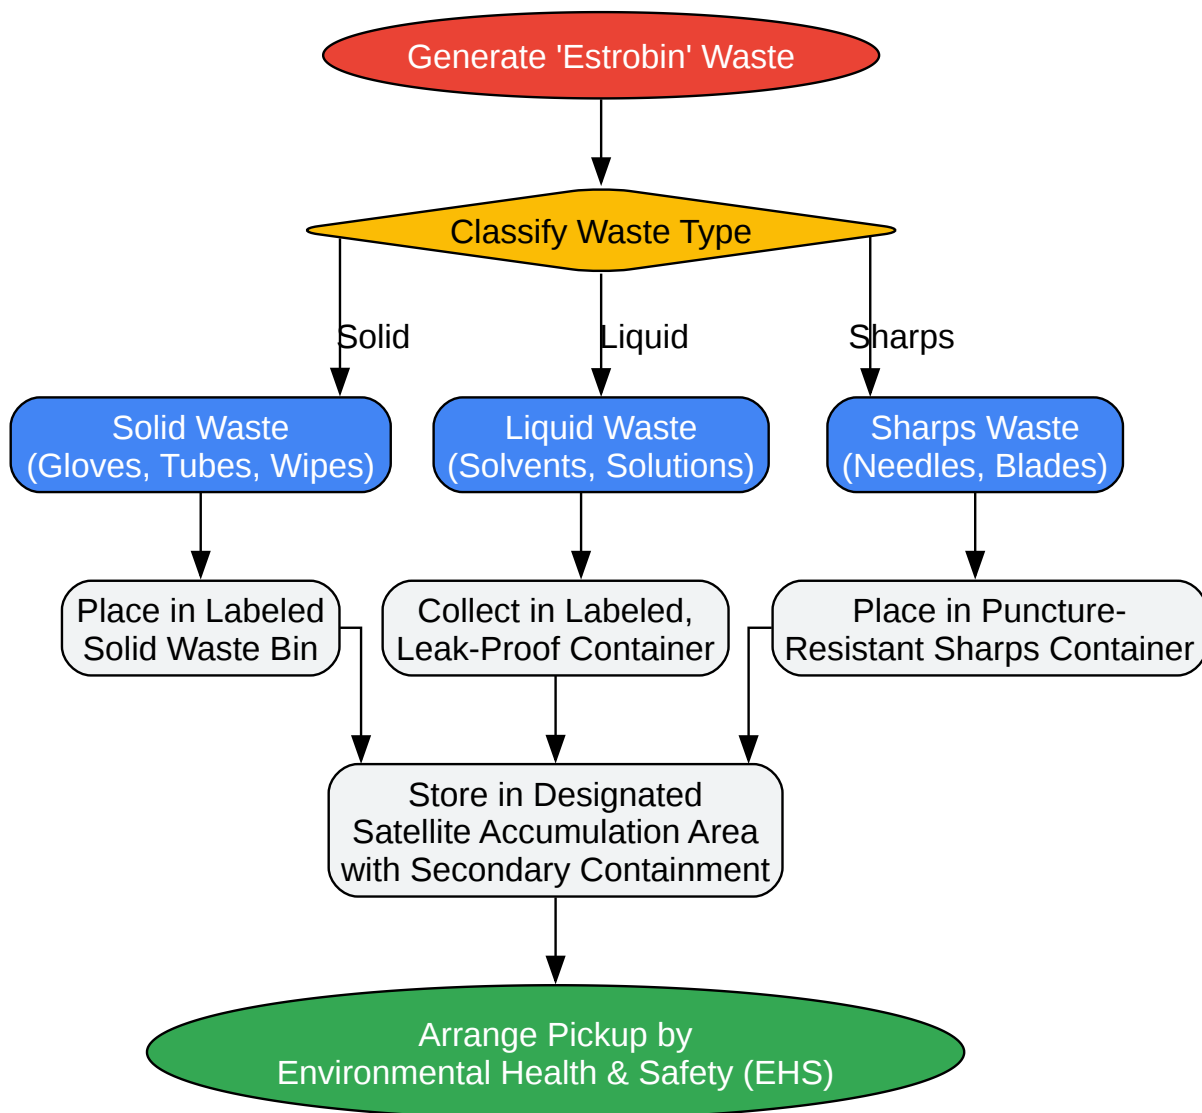 Generate 'Estrobin' Waste
Classify Waste Type
Solid
Liquid
Sharps
Solid Waste
(Gloves, Tubes, Wipes)
Liquid Waste
(Solvents, Solutions)
Sharps Waste
(Needles, Blades)
Place in Labeled
Solid Waste Bin
Collect in Labeled,
Leak-Proof Container
Place in Puncture-
Resistant Sharps Container
Store in Designated
Satellite Accumulation Area
with Secondary Containment
Arrange Pickup by
Environmental Health & Safety (EHS)